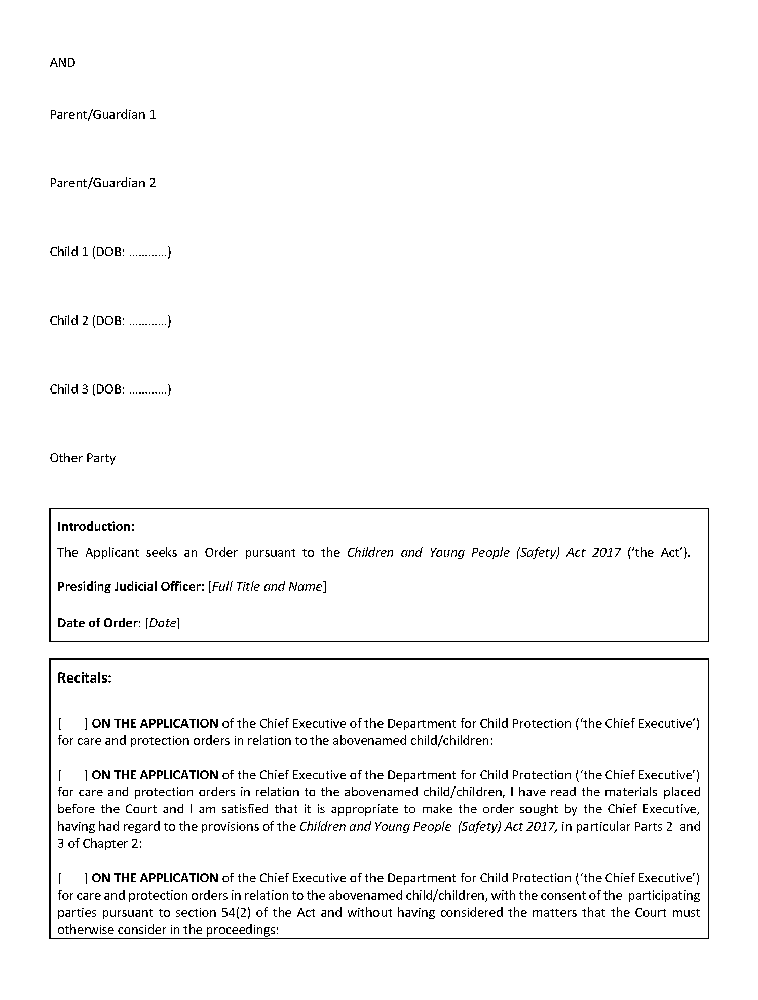 AND
Parent/Guardian 1
Parent/Guardian 2
Child 1 (DOB: …………)
Child 2 (DOB: …………)
Child 3 (DOB: …………)
Other Party
Introduction:
The Applicant seeks an Order pursuant to the Children and Young People (Safety) Act 2017 (‘the Act’).
Presiding Judicial Officer: [Full Title and Name]
Date of Order: [Date]
Recitals:
[ ] ON THE APPLICATION of the Chief Executive of the Department for Child Protection (‘the Chief Executive’)
for care and protection orders in relation to the abovenamed child/children:
[ ] ON THE APPLICATION of the Chief Executive of the Department for Child Protection (‘the Chief Executive’)
for care and protection orders in relation to the abovenamed child/children, I have read the materials placed
before the Court and I am satisfied that it is appropriate to make the order sought by the Chief Executive,
having had regard to the provisions of the Children and Young People (Safety) Act 2017, in particular Parts 2 and
3 of Chapter 2:
[ ] ON THE APPLICATION of the Chief Executive of the Department for Child Protection (‘the Chief Executive’)
for care and protection orders in relation to the abovenamed child/children, with the consent of the participating
parties pursuant to section 54(2) of the Act and without having considered the matters that the Court must
otherwise consider in the proceedings: